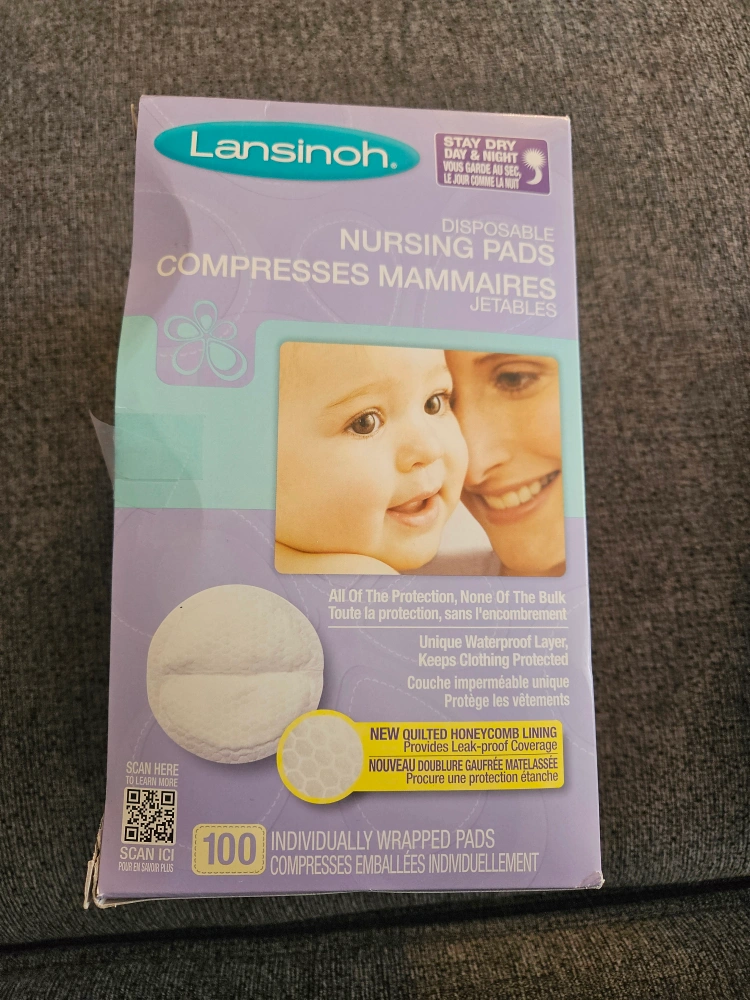 Lansinoh®
STAY DRY
DAY & NIGHT
VOUS GARDE AU SEC,
LE JOUR COMME LA NUIT
DISPOSABLE
NURSING PADS
COMPRESSES MAMMAIRES
JETABLES
All Of The Protection, None Of The Bulk
Toute la protection, sans l'encombrement
Unique Waterproof Layer,
Keeps Clothing Protected
Couche imperméable unique
Protège les vêtements
NEW QUILTED HONEYCOMB LINING
Provides Leak-proof Coverage
NOUVEAU DOUBLURE GAUFRÉE MATELASSÉE
Procure une protection étanche
SCAN HERE
TO LEARN MORE
SCAN ICI
POUR EN SAVOIR PLUS
100 INDIVIDUALLY WRAPPED PADS
COMPRESSES EMBALLÉES INDIVIDUELLEMENT